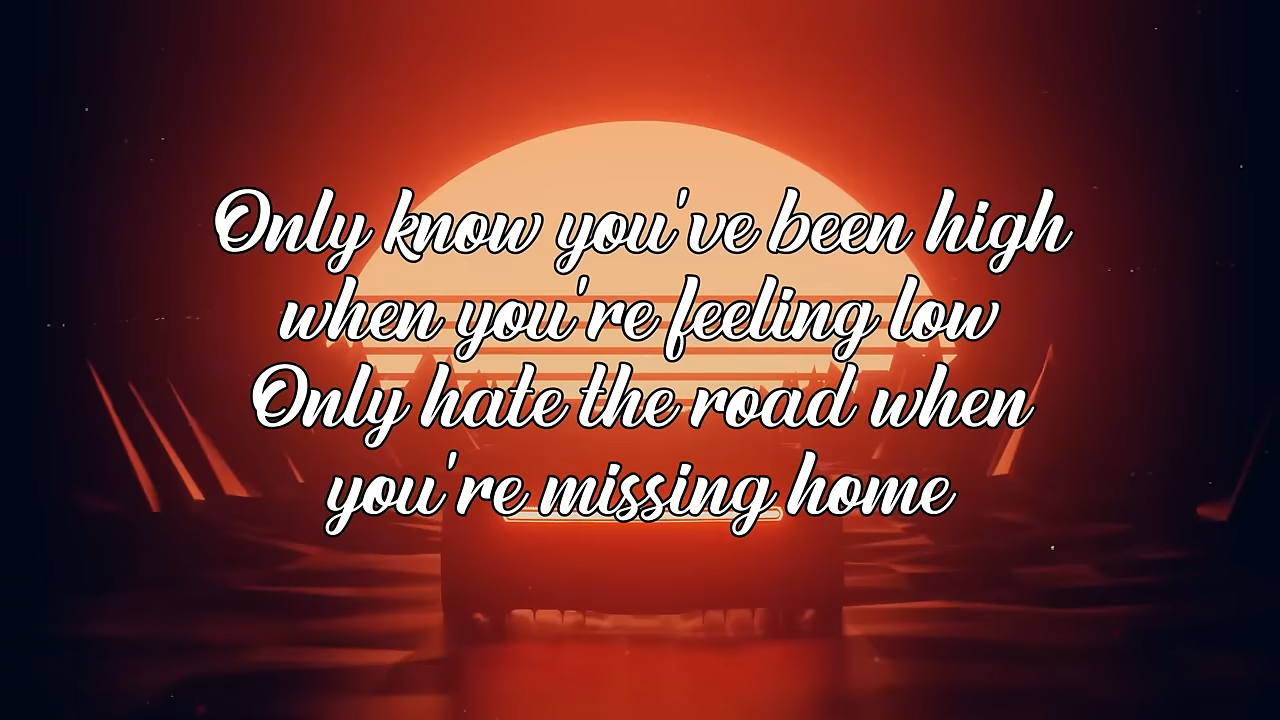 Only know you've been high
when you're feeling low
Only hate the road when
you're missing home